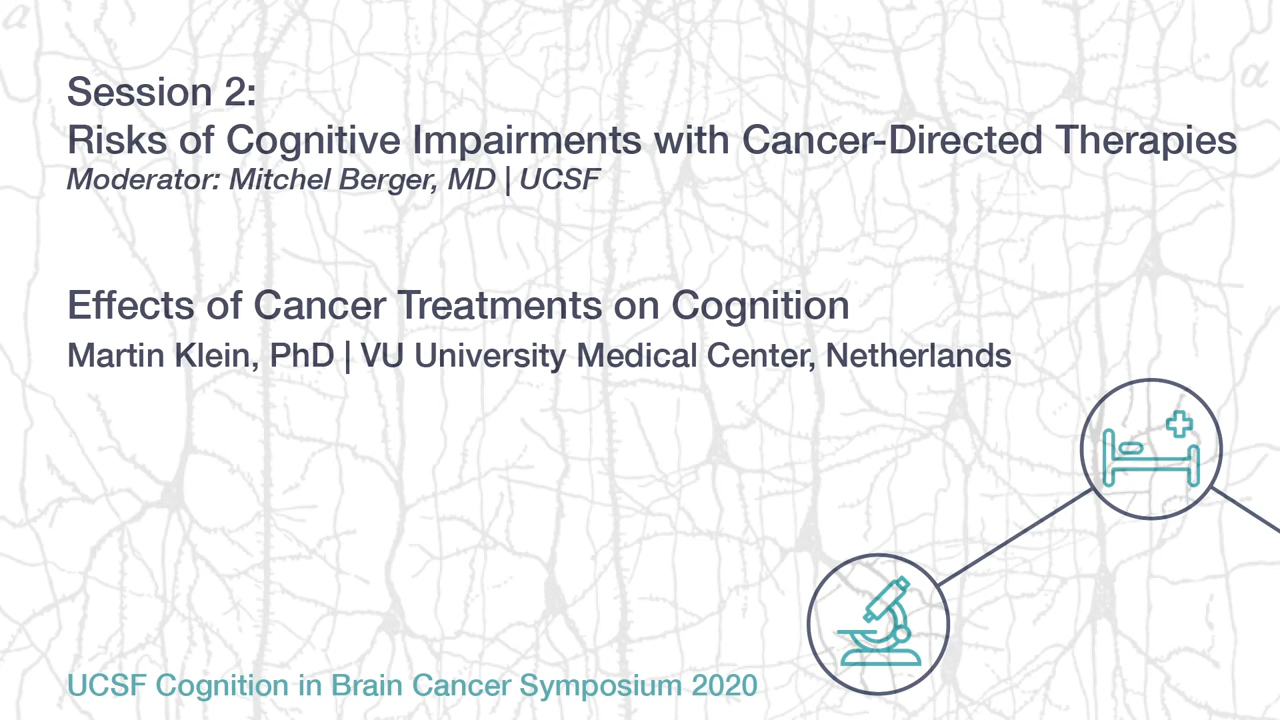 α
α
Session 2:
Risks of Cognitive Impairments with Cancer-Directed Therapies
Moderator: Mitchel Berger, MD | UCSF
Effects of Cancer Treatments on Cognition
Martin Klein, PhD | VU University Medical Center, Netherlands
UCSF Cognition in Brain Cancer Symposium 2020